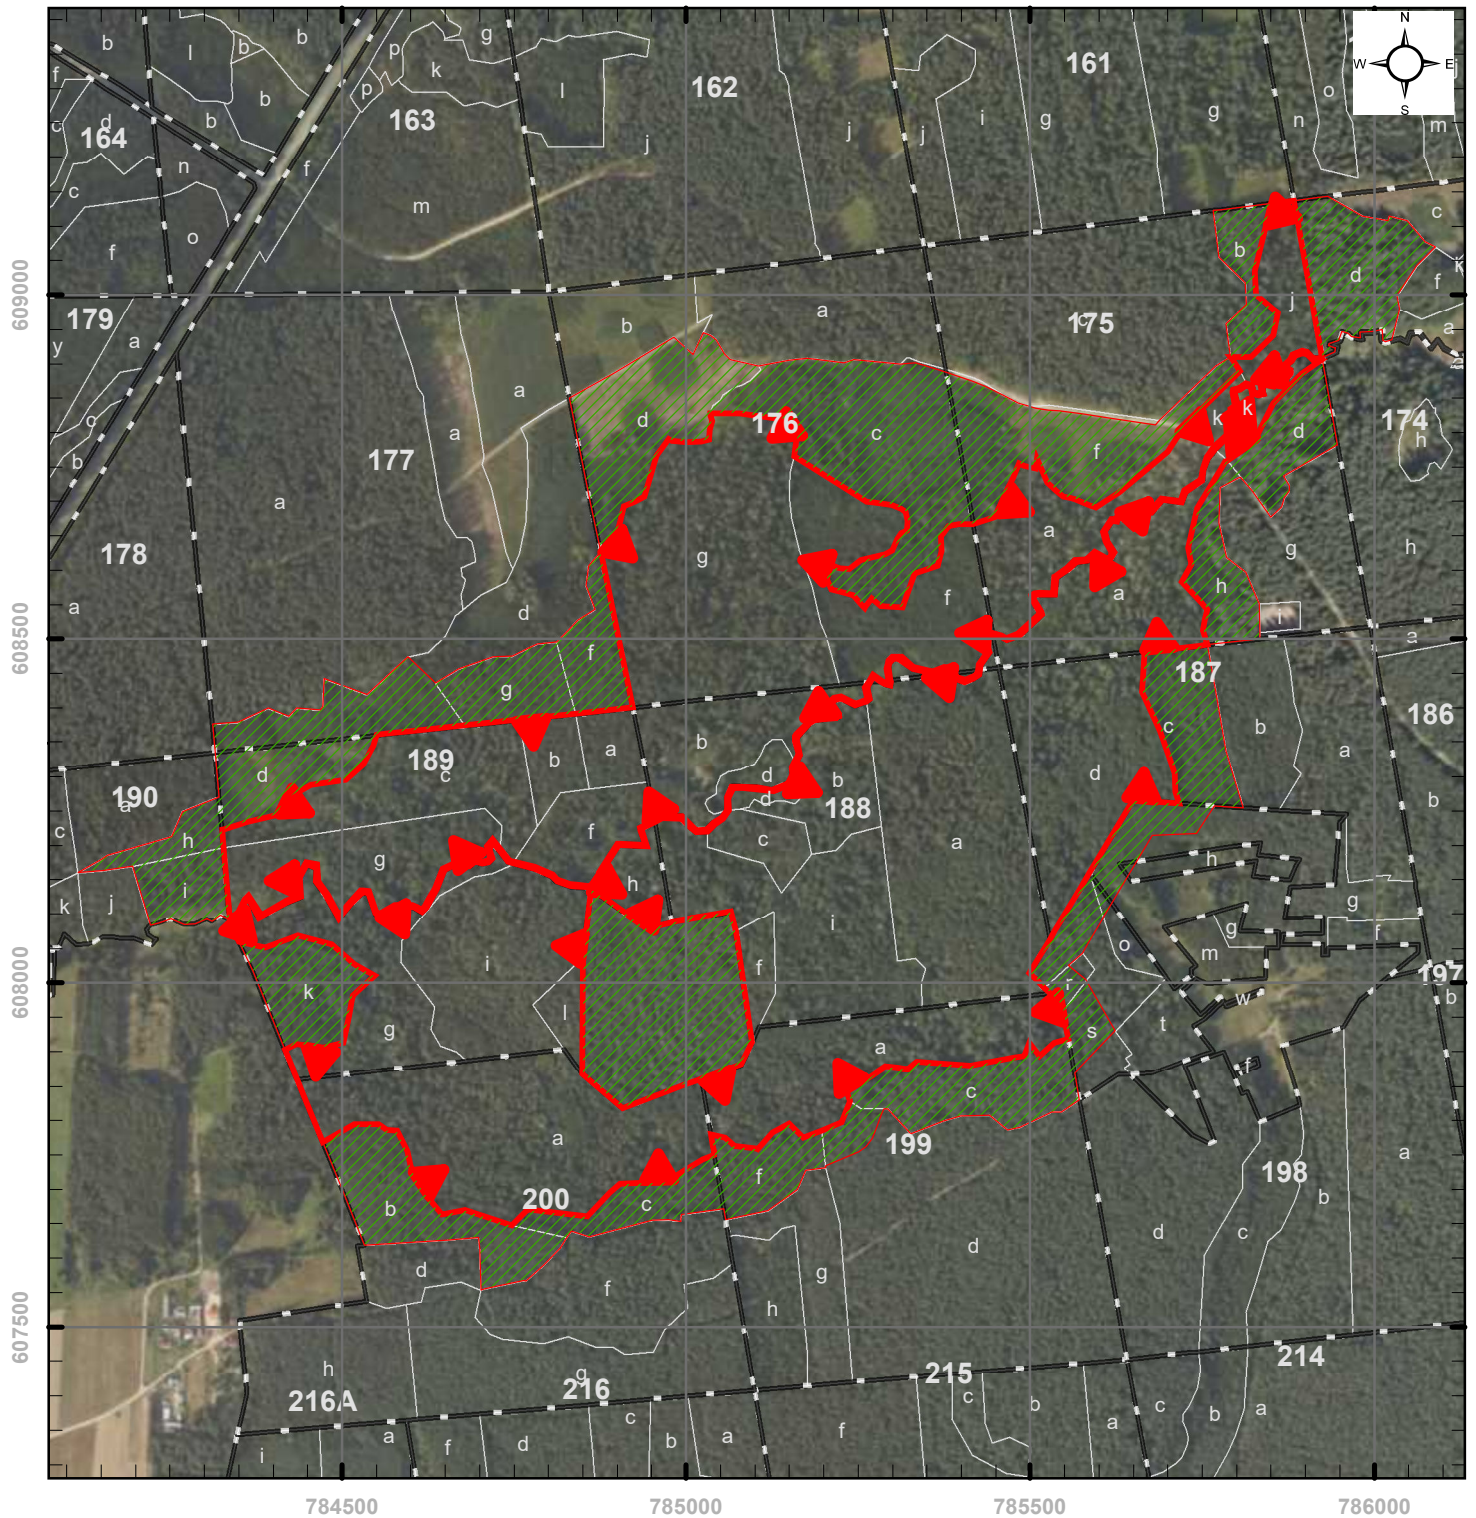 N
W E
S
b l b b p k g l 162 161 o j
f b p 163 j i g g n m
c d 164 b j j
n f m
c o c
f b d k
609000 179 b a c 175 j f
y a a a
c a d 176 c f k k d 174
b a h
177 a g
178 a g a h
f a h i
a d a
608500 f g 187
b c 186
189 a b b a
d c b d b d
190 a 188 b
c h f c a h
g h g
i i f
k j i f o g m
608000 k l r w 197
g s t b
a c f
a 199 a
f 198
b 200 c b
d d d c
f g
607500 h
h g 215 214
216A 216 c b c b a
i a f d c b a f a
784500 785000 785500 786000